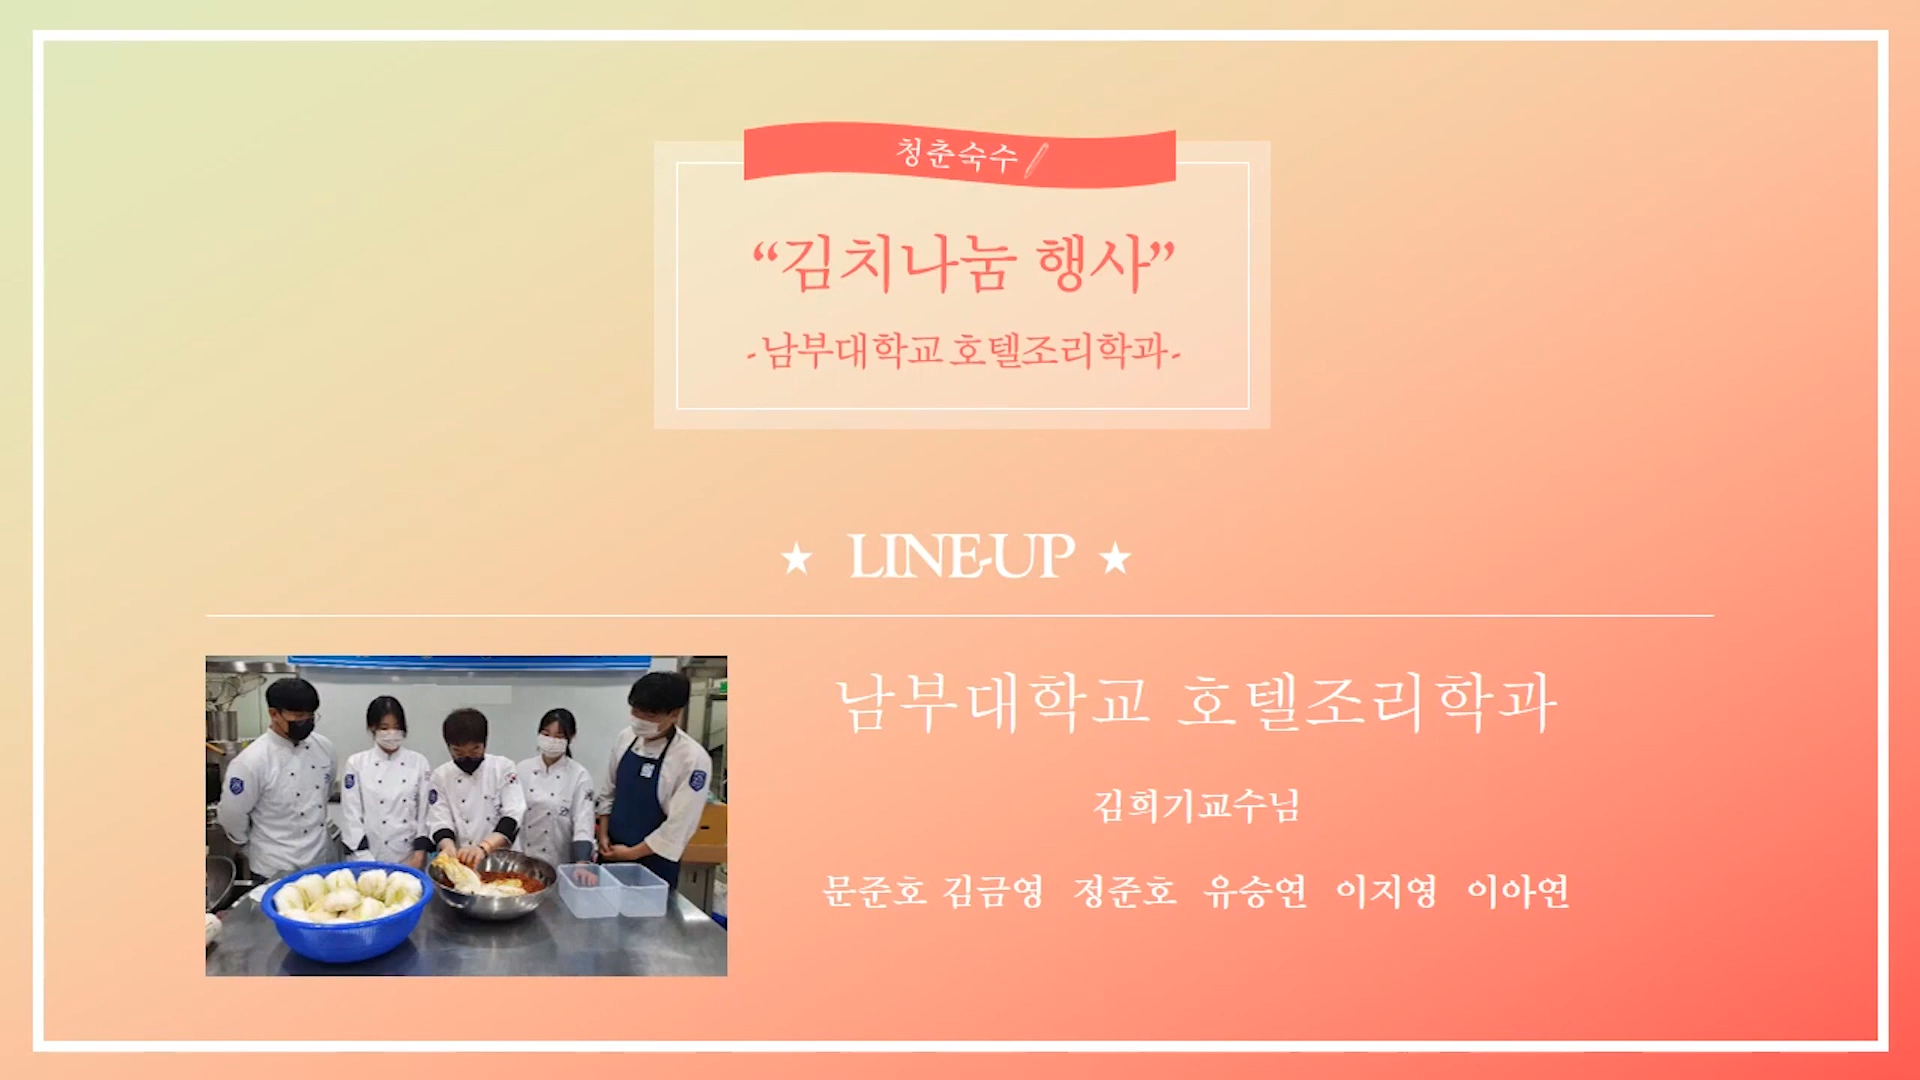 청춘숙수
“김치나눔 행사”
-남부대학교 호텔조리학과-
★ LINE-UP ★
남부대학교 호텔조리학과
김희기교수님
문준호 김금영 정준호 유승연 이지영 이아연